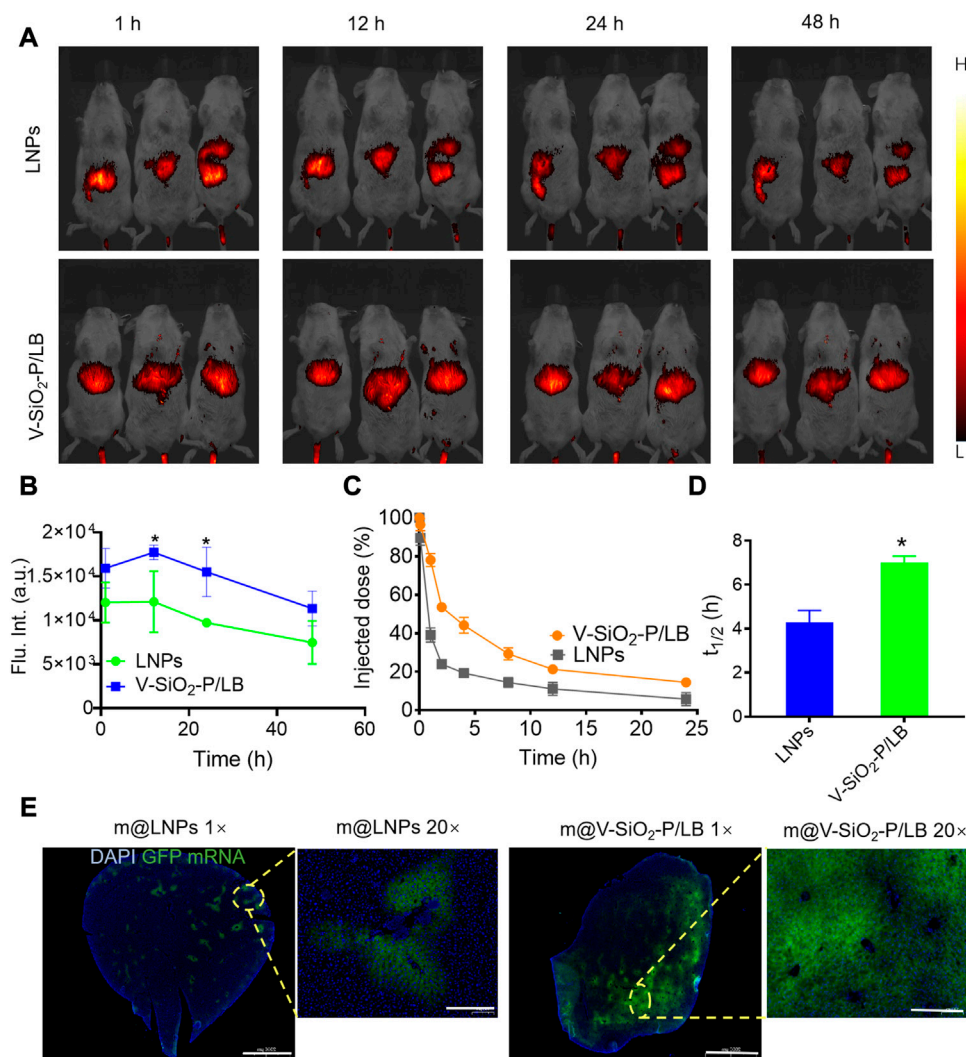 A
1 h
12 h
24 h
48 h
H
LNPs
V-SiO₂-P/LB
L
B
Flu. Int. (a.u.)
2×10⁴
1.5×10⁴
1×10⁴
5×10³
0
* *
LNPs
V-SiO₂-P/LB
0 20 40 60
Time (h)
C
Injected dose (%)
100
80
60
40
20
0
V-SiO₂-P/LB
LNPs
0 5 10 15 20 25
Time (h)
D
t₁/₂ (h)
8
6
4
2
0
*
LNPs
V-SiO₂-P/LB
E
m@LNPs 1×
m@LNPs 20×
m@V-SiO₂-P/LB 1×
m@V-SiO₂-P/LB 20×
DAPI GFP mRNA